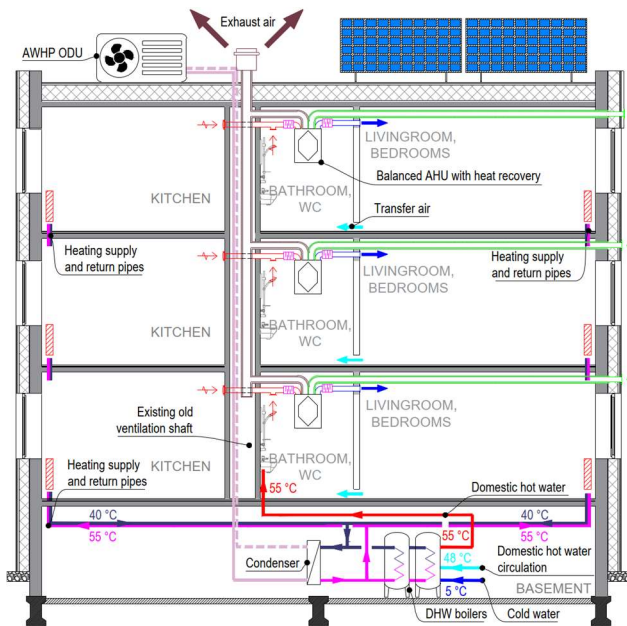 Exhaust air
AWHP ODU
LIVINGROOM,
BEDROOMS
Balanced AHU with heat recovery
KITCHEN
BATHROOM,
WC
Transfer air
Heating supply
and return pipes
Heating supply
and return pipes
LIVINGROOM,
BEDROOMS
KITCHEN
BATHROOM,
WC
LIVINGROOM,
BEDROOMS
Existing old
ventilation shaft
KITCHEN
BATHROOM,
WC
Heating supply
and return pipes
55 °C
Domestic hot water
40 °C
55 °C
55 °C
40 °C
55 °C
Condenser
48 °C
Domestic hot water
circulation
5 °C
BASEMENT
DHW boilers
Cold water